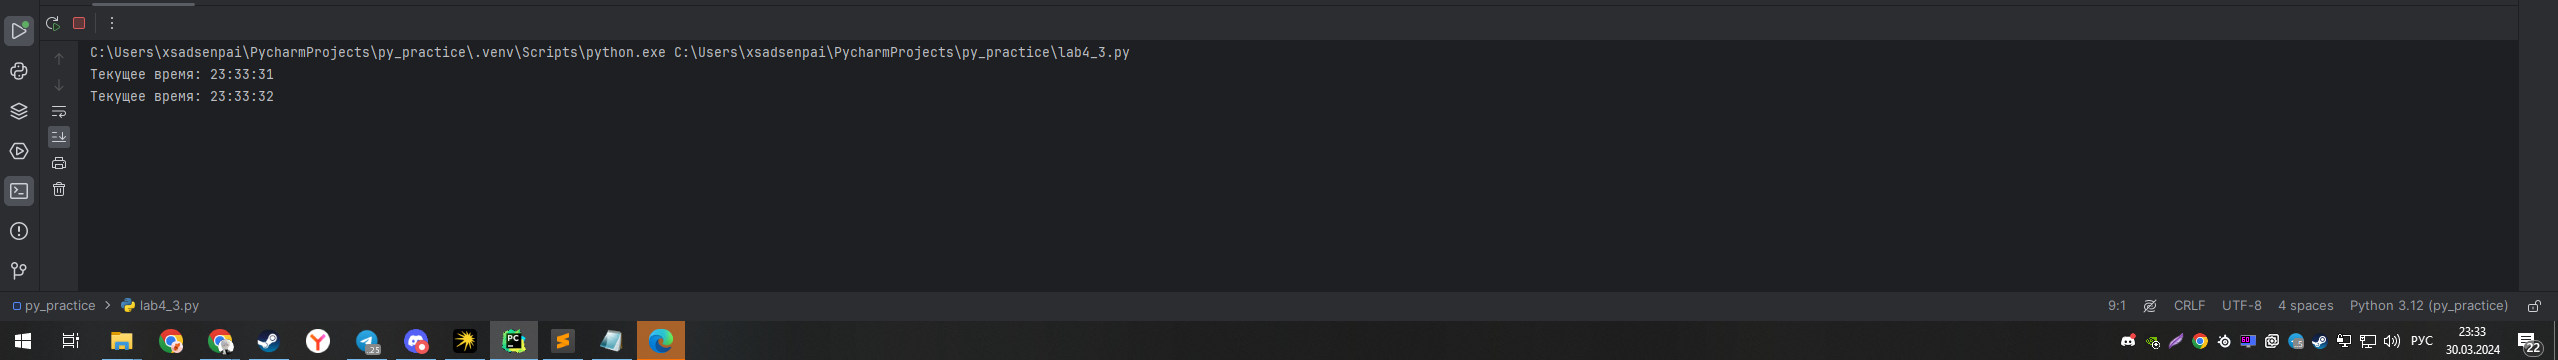 C:\Users\xsadsenpai\PycharmProjects\py_practice\.venv\Scripts\python.exe C:\Users\xsadsenpai\PycharmProjects\py_practice\lab4_3.py
Текущее время: 23:33:31
Текущее время: 23:33:32
py_practice > lab4_3.py 9:1 CRLF UTF-8 4 spaces Python 3.12 (py_practice)
PC 25 РУС 23:33 22
30.03.2024